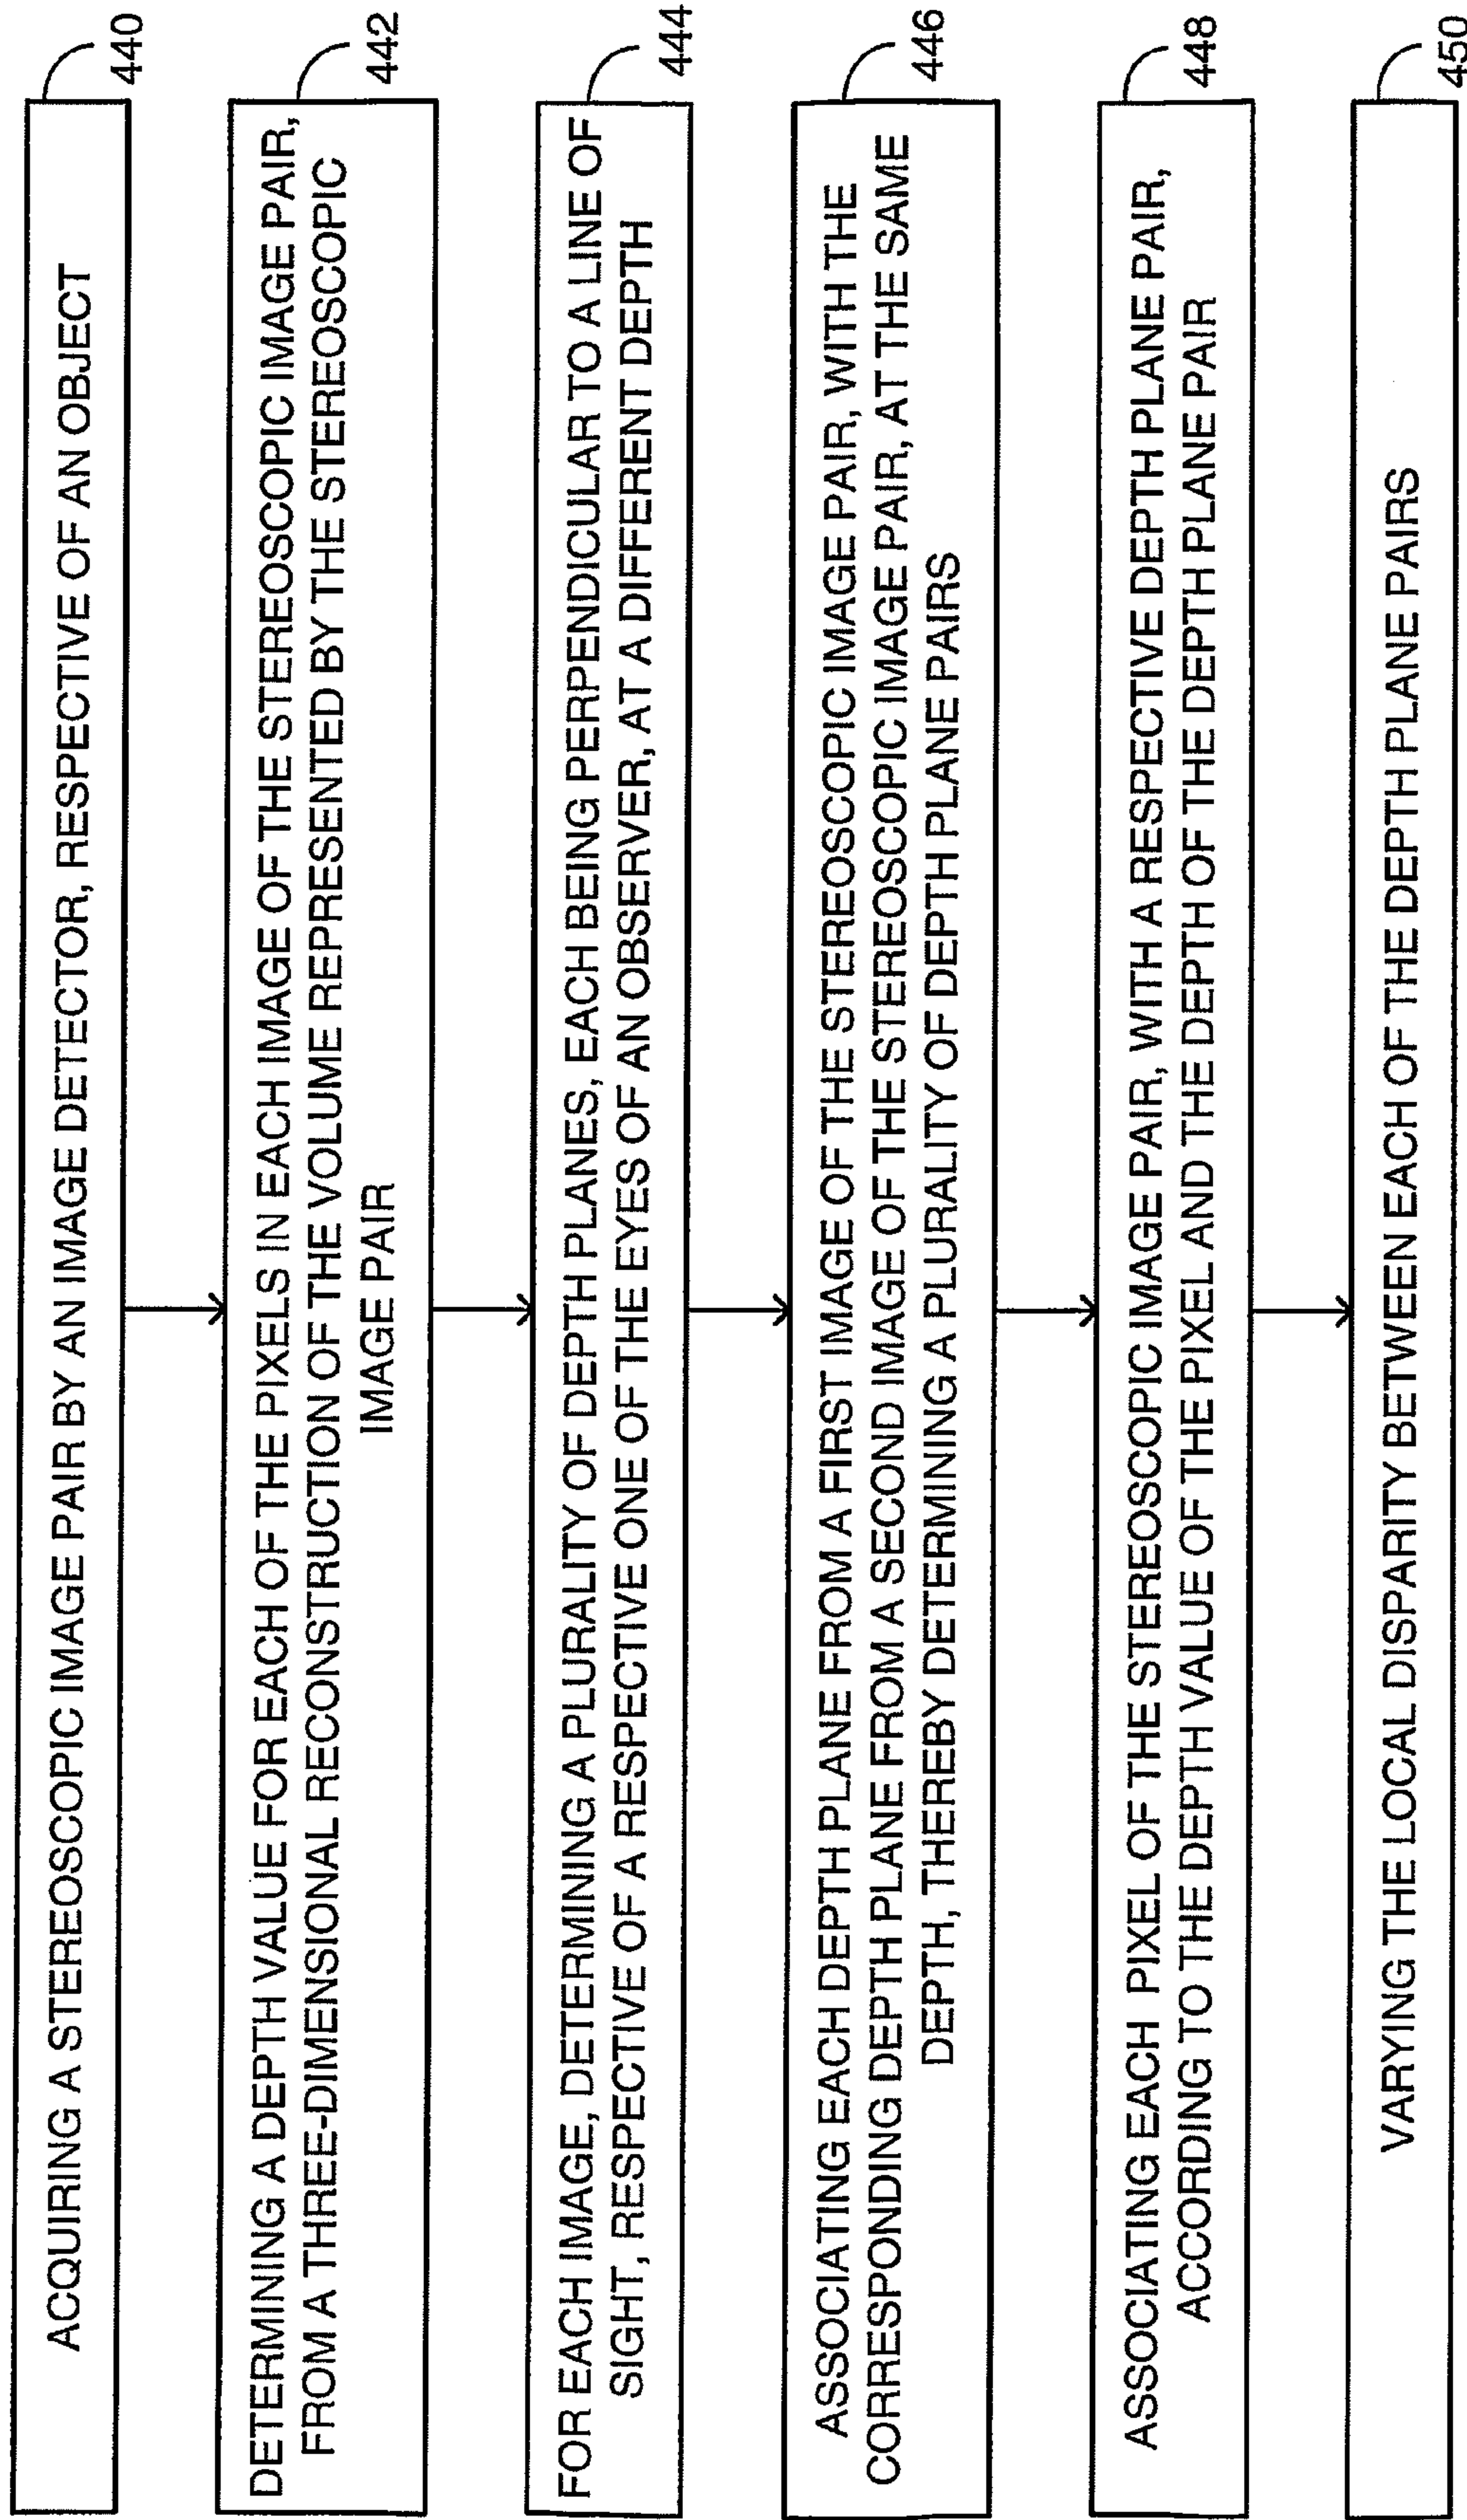 ACQUIRING A STEREOSCOPIC IMAGE PAIR BY AN IMAGE DETECTOR, RESPECTIVE OF AN OBJECT
440
DETERMINING A DEPTH VALUE FOR EACH OF THE PIXELS IN EACH IMAGE OF THE STEREOSCOPIC IMAGE PAIR,
FROM A THREE-DIMENSIONAL RECONSTRUCTION OF THE VOLUME REPRESENTED BY THE STEREOSCOPIC
IMAGE PAIR
442
FOR EACH IMAGE, DETERMINING A PLURALITY OF DEPTH PLANES, EACH BEING PERPENDICULAR TO A LINE OF
SIGHT, RESPECTIVE OF A RESPECTIVE ONE OF THE EYES OF AN OBSERVER, AT A DIFFERENT DEPTH
444
ASSOCIATING EACH DEPTH PLANE FROM A FIRST IMAGE OF THE STEREOSCOPIC IMAGE PAIR, WITH THE
CORRESPONDING DEPTH PLANE FROM A SECOND IMAGE OF THE STEREOSCOPIC IMAGE PAIR, AT THE SAME
DEPTH, THEREBY DETERMINING A PLURALITY OF DEPTH PLANE PAIRS
446
ASSOCIATING EACH PIXEL OF THE STEREOSCOPIC IMAGE PAIR, WITH A RESPECTIVE DEPTH PLANE PAIR,
ACCORDING TO THE DEPTH VALUE OF THE PIXEL AND THE DEPTH OF THE DEPTH PLANE PAIR
448
VARYING THE LOCAL DISPARITY BETWEEN EACH OF THE DEPTH PLANE PAIRS
450